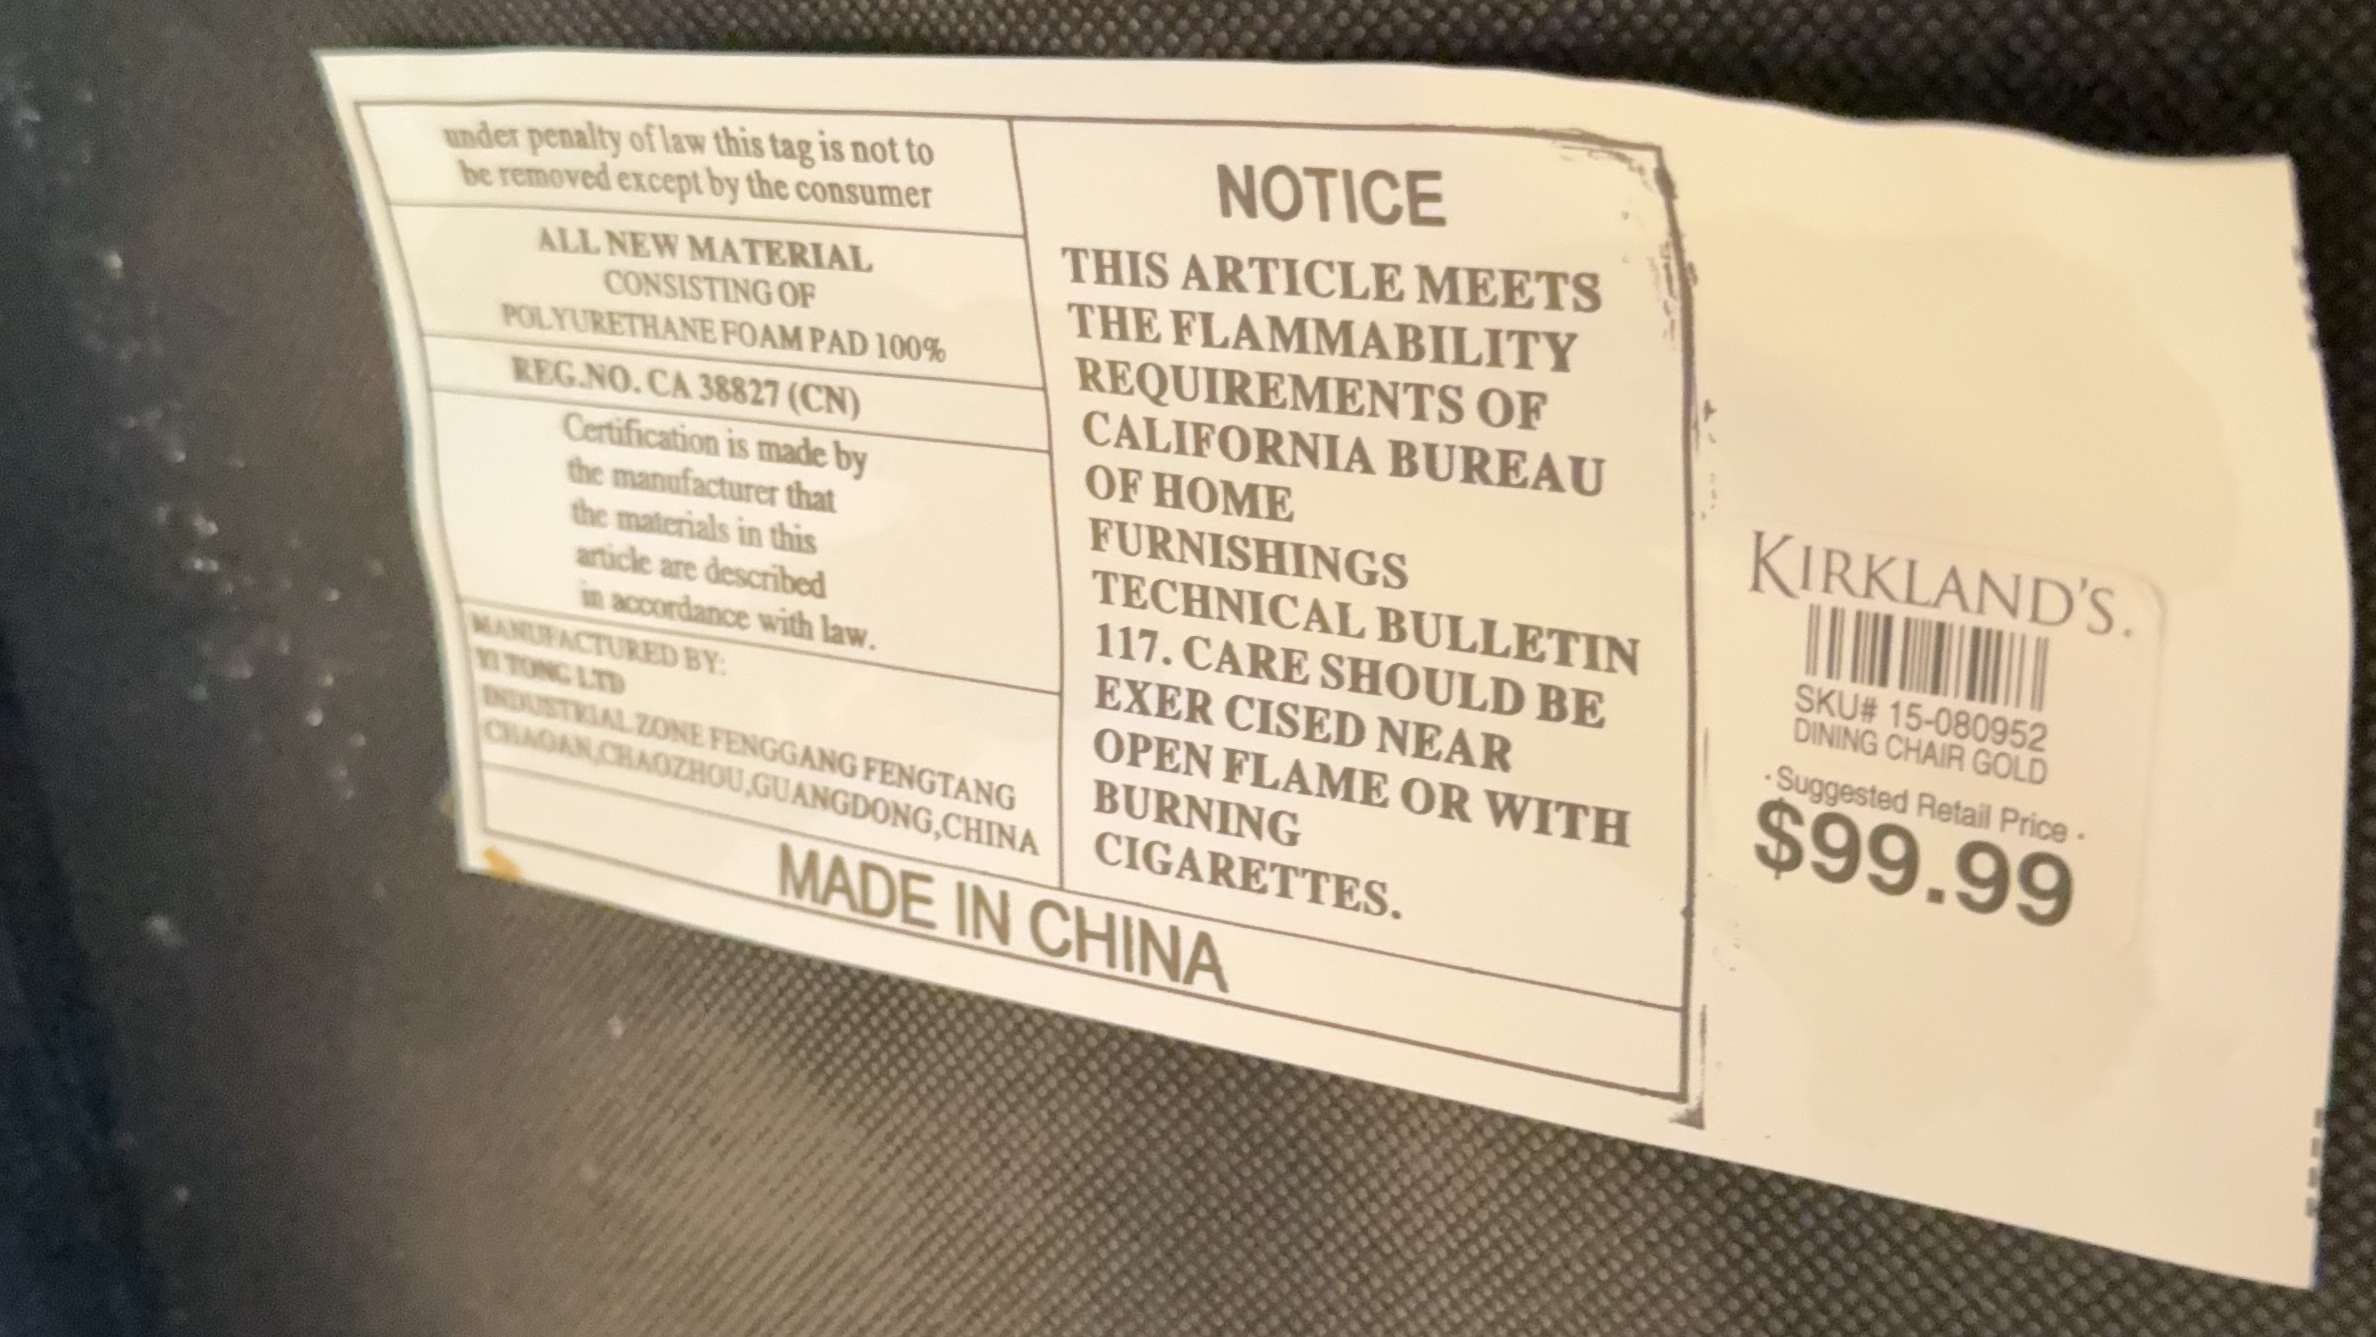 under penalty of law this tag is not to
be removed except by the consumer
ALL NEW MATERIAL
CONSISTING OF
POLYURETHANE FOAM PAD 100%
REG.NO. CA 38827 (CN)
Certification is made by
the manufacturer that
the materials in this
article are described
in accordance with law.
MANUFACTURED BY:
YI TONG LTD
INDUSTRIAL ZONE FENGGANG FENGTANG
CHAOAN,CHAOZHOU,GUANGDONG,CHINA
NOTICE
THIS ARTICLE MEETS
THE FLAMMABILITY
REQUIREMENTS OF
CALIFORNIA BUREAU
OF HOME
FURNISHINGS
TECHNICAL BULLETIN
117. CARE SHOULD BE
EXER CISED NEAR
OPEN FLAME OR WITH
BURNING
CIGARETTES.
MADE IN CHINA
KIRKLAND'S.
SKU# 15-080952
DINING CHAIR GOLD
· Suggested Retail Price ·
$99.99